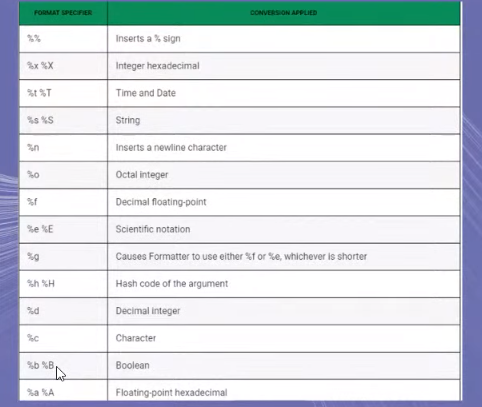 FORMAT SPECIFIER CONVERSION APPLIED
%% Inserts a % sign
%x %X Integer hexadecimal
%t %T Time and Date
%s %S String
%n Inserts a newline character
%o Octal integer
%f Decimal floating-point
%e %E Scientific notation
%g Causes Formatter to use either %f or %e, whichever is shorter
%h %H Hash code of the argument
%d Decimal integer
%c Character
%b %B Boolean
%a %A Floating-point hexadecimal